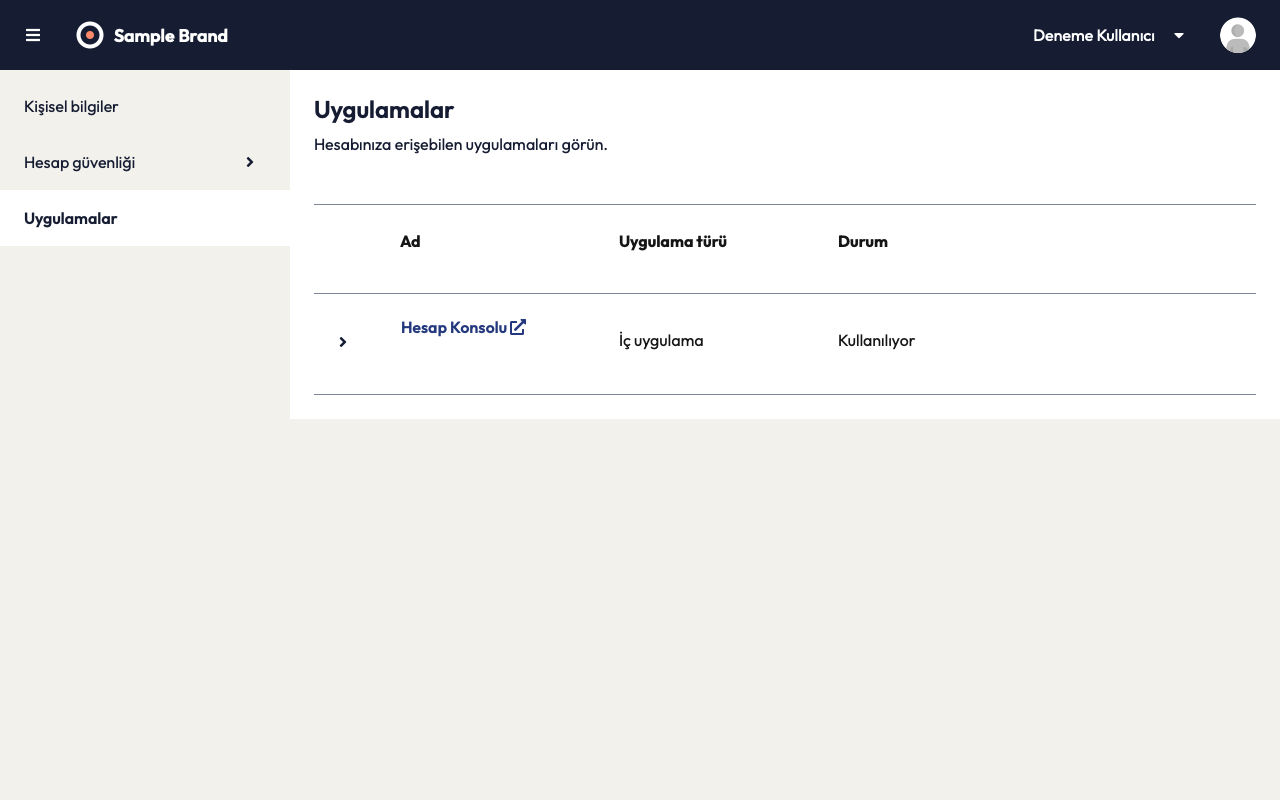 Sample Brand
Deneme Kullanıcı
Kişisel bilgiler
Hesap güvenliği
Uygulamalar
Uygulamalar
Hesabınıza erişebilen uygulamaları görün.
Ad Uygulama türü Durum
Hesap Konsolu İç uygulama Kullanılıyor